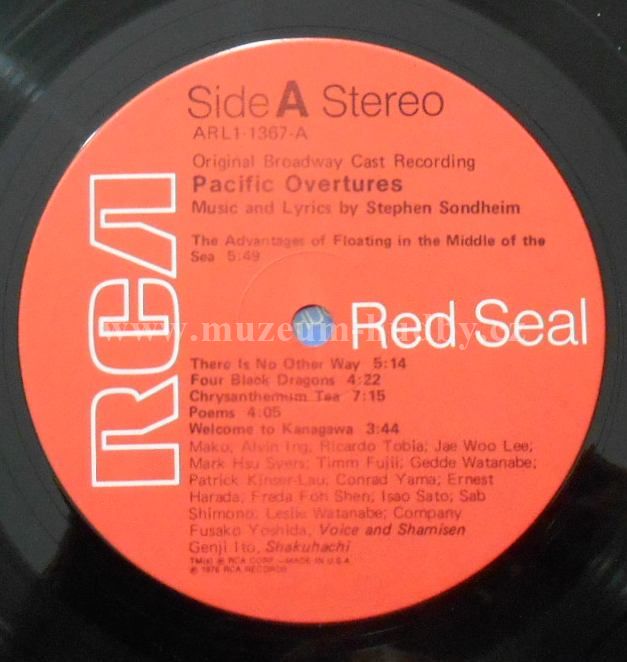 Side A Stereo
ARL1-1367-A
Original Broadway Cast Recording
Pacific Overtures
Music and Lyrics by Stephen Sondheim
The Advantages of Floating in the Middle of the
Sea 5:49
RCA
Red Seal
www.muzeum-hudby.cz
There Is No Other Way 5:14
Four Black Dragons 4:22
Chrysanthemum Tea 7:15
Poems 4:05
Welcome to Kanagawa 3:44
Mako; Alvin Ing; Ricardo Tobia; Jae Woo Lee;
Mark Hsu Syers; Timm Fujii; Gedde Watanabe;
Patrick Kinser-Lau; Conrad Yama; Ernest
Harada; Freda Foh Shen; Isao Sato; Sab
Shimono; Leslie Watanabe; Company
Fusako Yoshida, Voice and Shamisen
Genji Ito, Shakuhachi
TM(s) ® RCA CORP.—MADE IN U.S.A.
℗ 1976 RCA RECORDS